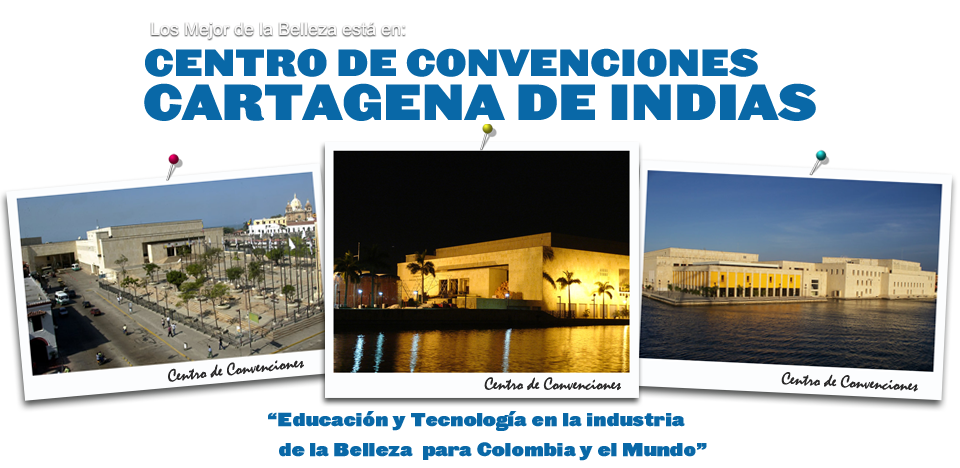 Los Mejor de la Belleza está en:
CENTRO DE CONVENCIONES
CARTAGENA DE INDIAS
Centro de Convenciones
Centro de Convenciones
Centro de Convenciones
“Educación y Tecnología en la industria
de la Belleza para Colombia y el Mundo”